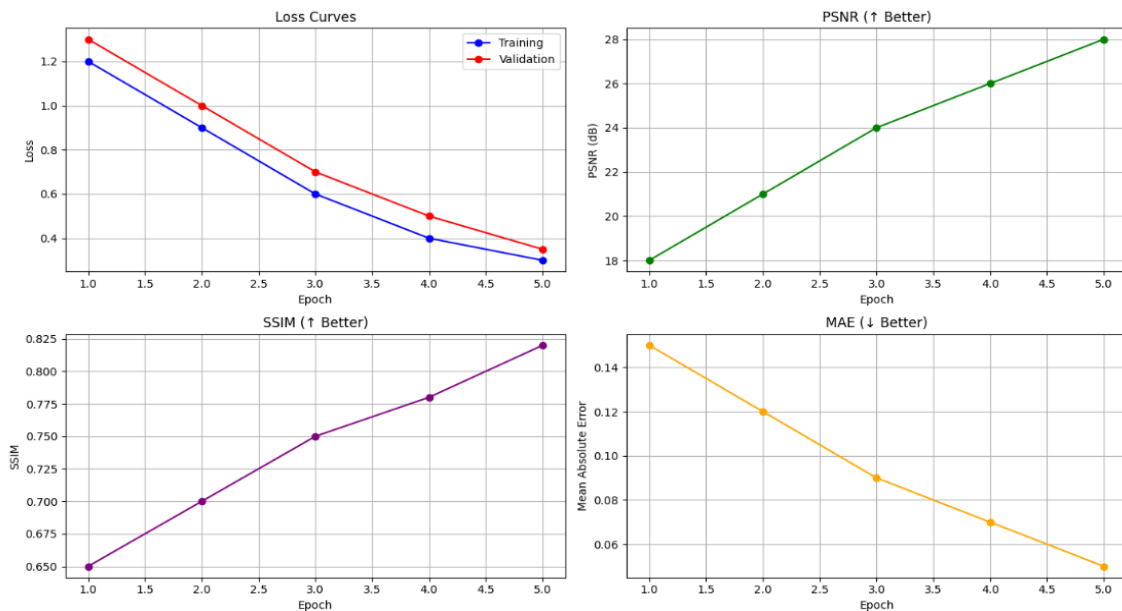 Loss Curves
1.2
1.0
0.8
0.6
0.4
Loss
Training
Validation
1.0 1.5 2.0 2.5 3.0 3.5 4.0 4.5 5.0
Epoch
PSNR (↑ Better)
28
26
24
22
20
18
PSNR (dB)
1.0 1.5 2.0 2.5 3.0 3.5 4.0 4.5 5.0
Epoch
SSIM (↑ Better)
0.825
0.800
0.775
0.750
0.725
0.700
0.675
0.650
SSIM
1.0 1.5 2.0 2.5 3.0 3.5 4.0 4.5 5.0
Epoch
MAE (↓ Better)
0.14
0.12
0.10
0.08
0.06
Mean Absolute Error
1.0 1.5 2.0 2.5 3.0 3.5 4.0 4.5 5.0
Epoch